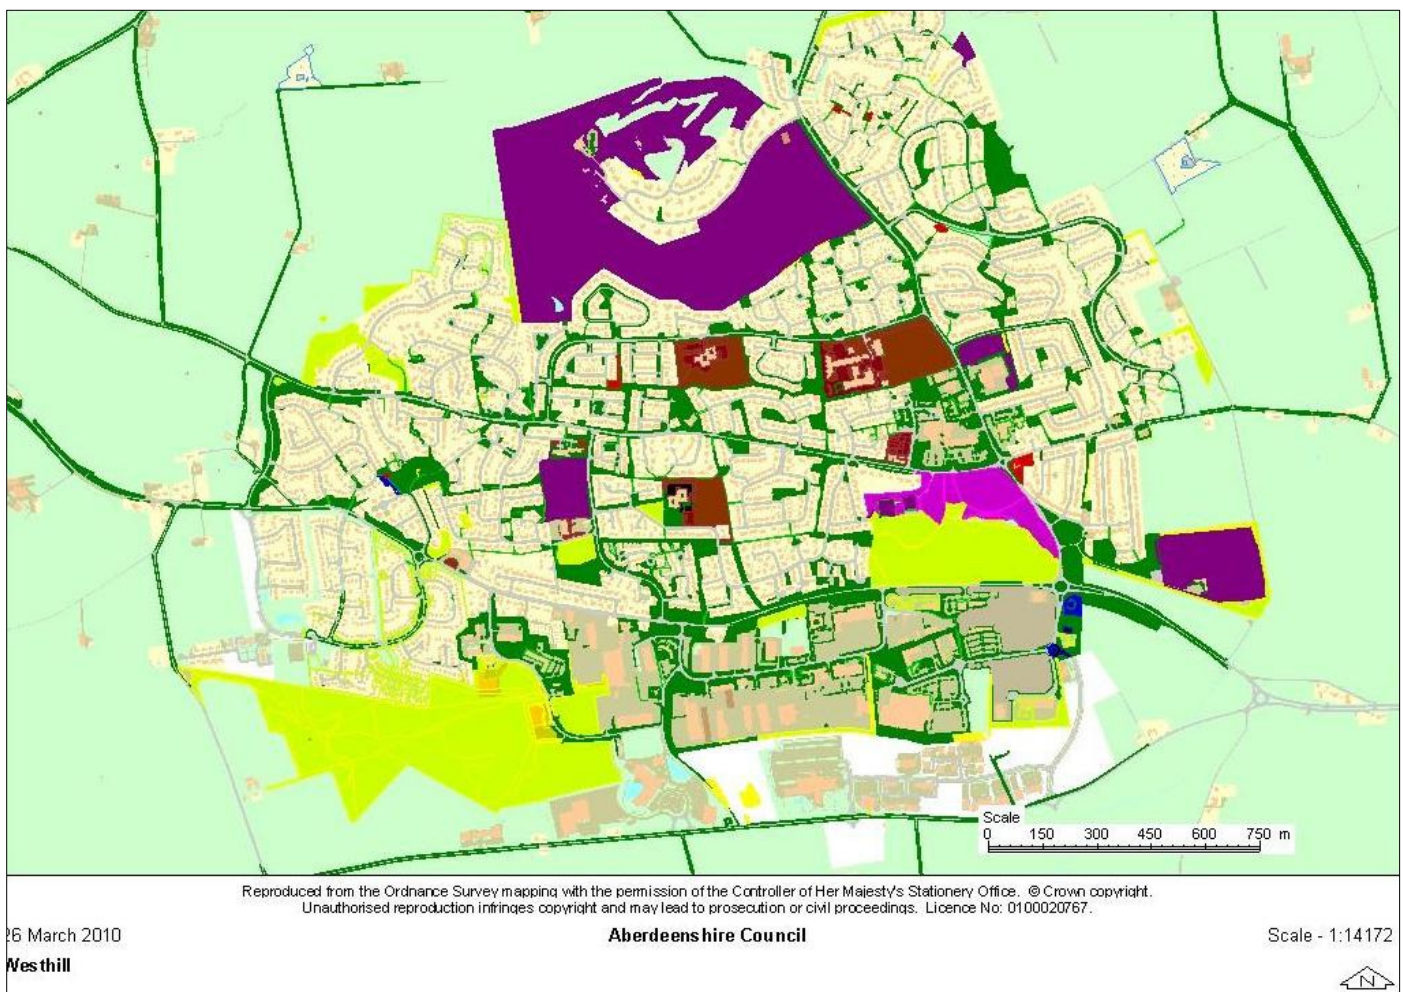 Scale
0 150 300 450 600 750 m
Reproduced from the Ordnance Survey mapping with the permission of the Controller of Her Majesty's Stationery Office. © Crown copyright.
Unauthorised reproduction infringes copyright and may lead to prosecution or civil proceedings. Licence No: 0100020767.
26 March 2010
Aberdeenshire Council
Scale - 1:14172
Westhill
N